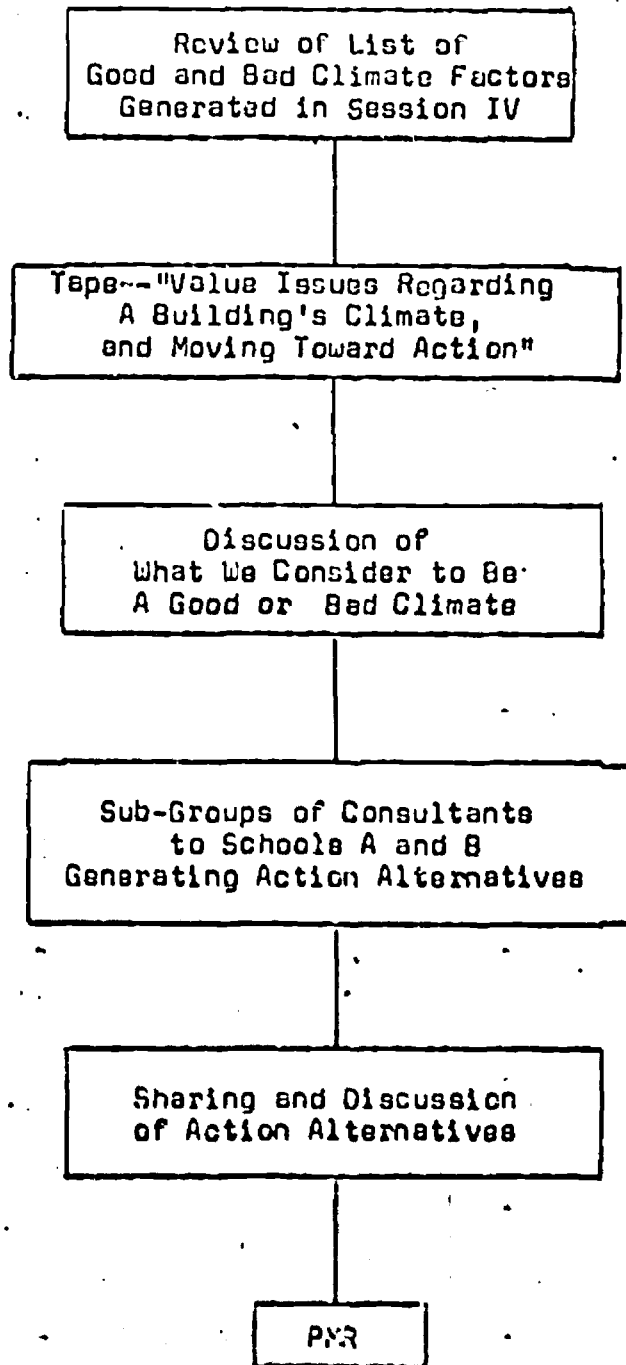 Review of List of
Good and Bad Climate Factors
Generated in Session IV
Tape--"Value Issues Regarding
A Building's Climate,
and Moving Toward Action"
Discussion of
What We Consider to Be
A Good or Bad Climate
Sub-Groups of Consultants
to Schools A and B
Generating Action Alternatives
Sharing and Discussion
of Action Alternatives
PMR